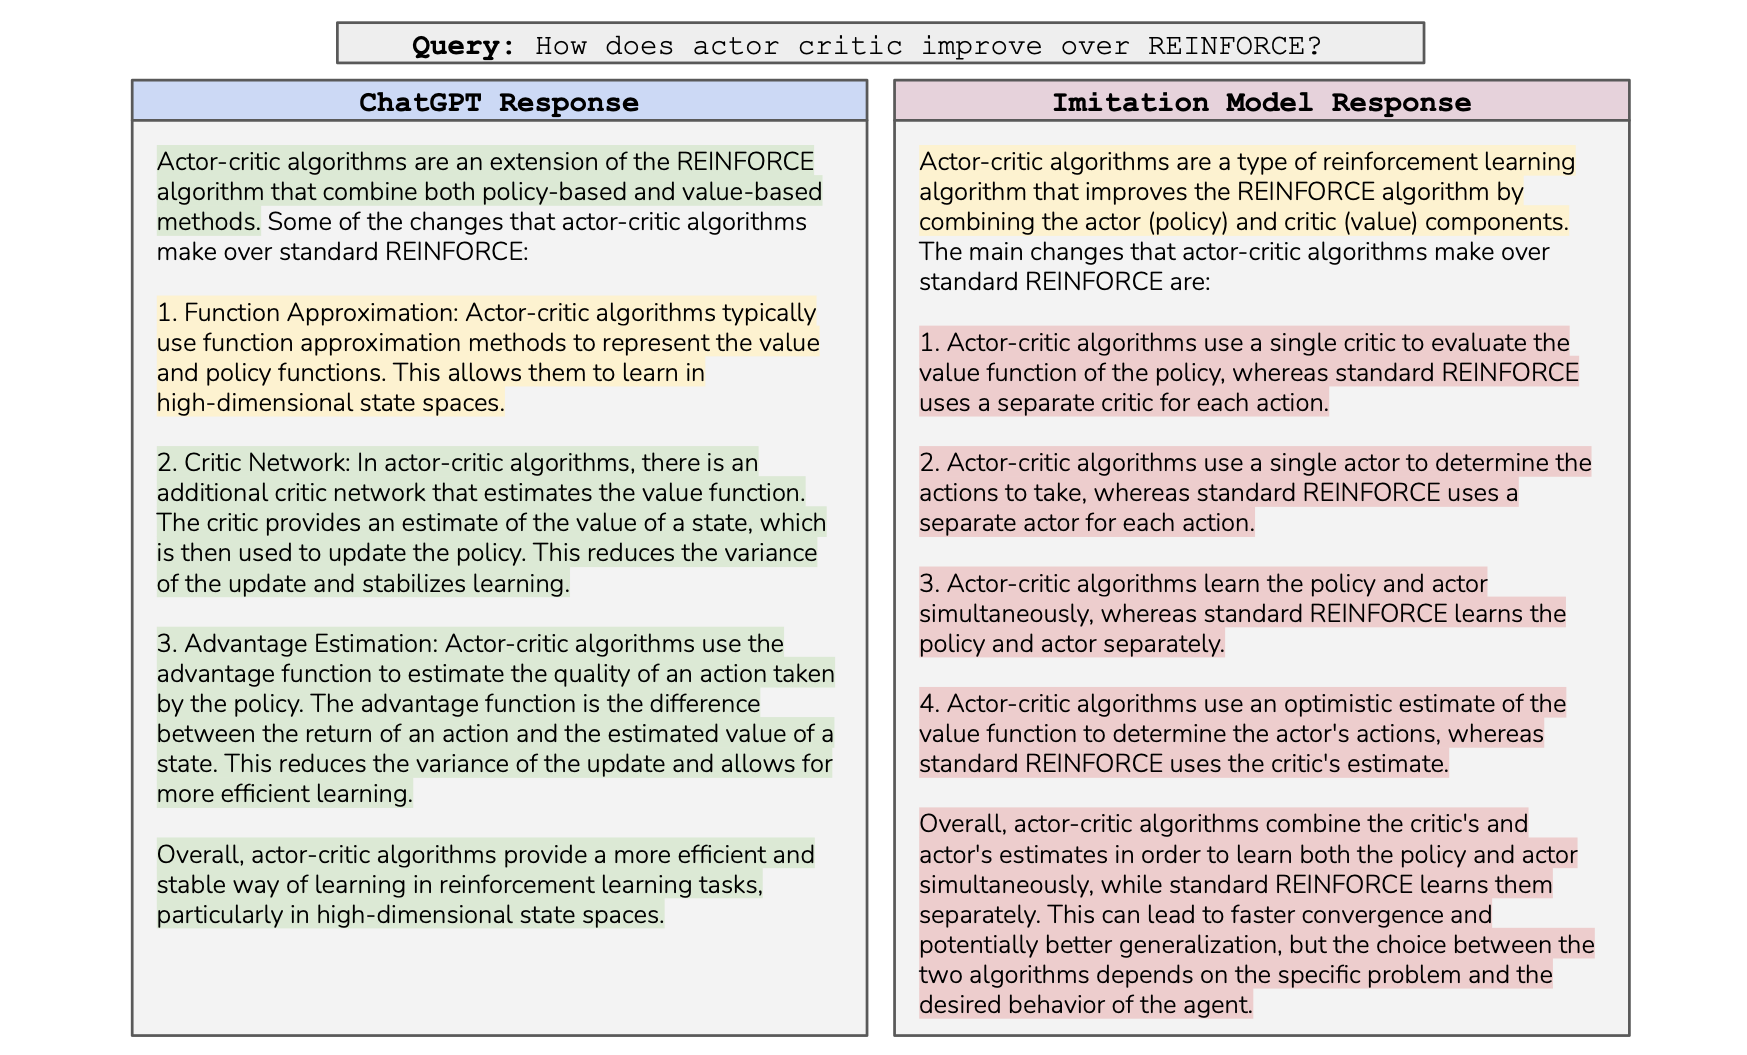 Query: How does actor critic improve over REINFORCE?
ChatGPT Response
Actor-critic algorithms are an extension of the REINFORCE
algorithm that combine both policy-based and value-based
methods. Some of the changes that actor-critic algorithms
make over standard REINFORCE:
1. Function Approximation: Actor-critic algorithms typically
use function approximation methods to represent the value
and policy functions. This allows them to learn in
high-dimensional state spaces.
2. Critic Network: In actor-critic algorithms, there is an
additional critic network that estimates the value function.
The critic provides an estimate of the value of a state, which
is then used to update the policy. This reduces the variance
of the update and stabilizes learning.
3. Advantage Estimation: Actor-critic algorithms use the
advantage function to estimate the quality of an action taken
by the policy. The advantage function is the difference
between the return of an action and the estimated value of a
state. This reduces the variance of the update and allows for
more efficient learning.
Overall, actor-critic algorithms provide a more efficient and
stable way of learning in reinforcement learning tasks,
particularly in high-dimensional state spaces.
Imitation Model Response
Actor-critic algorithms are a type of reinforcement learning
algorithm that improves the REINFORCE algorithm by
combining the actor (policy) and critic (value) components.
The main changes that actor-critic algorithms make over
standard REINFORCE are:
1. Actor-critic algorithms use a single critic to evaluate the
value function of the policy, whereas standard REINFORCE
uses a separate critic for each action.
2. Actor-critic algorithms use a single actor to determine the
actions to take, whereas standard REINFORCE uses a
separate actor for each action.
3. Actor-critic algorithms learn the policy and actor
simultaneously, whereas standard REINFORCE learns the
policy and actor separately.
4. Actor-critic algorithms use an optimistic estimate of the
value function to determine the actor's actions, whereas
standard REINFORCE uses the critic's estimate.
Overall, actor-critic algorithms combine the critic's and
actor's estimates in order to learn both the policy and actor
simultaneously, while standard REINFORCE learns them
separately. This can lead to faster convergence and
potentially better generalization, but the choice between the
two algorithms depends on the specific problem and the
desired behavior of the agent.